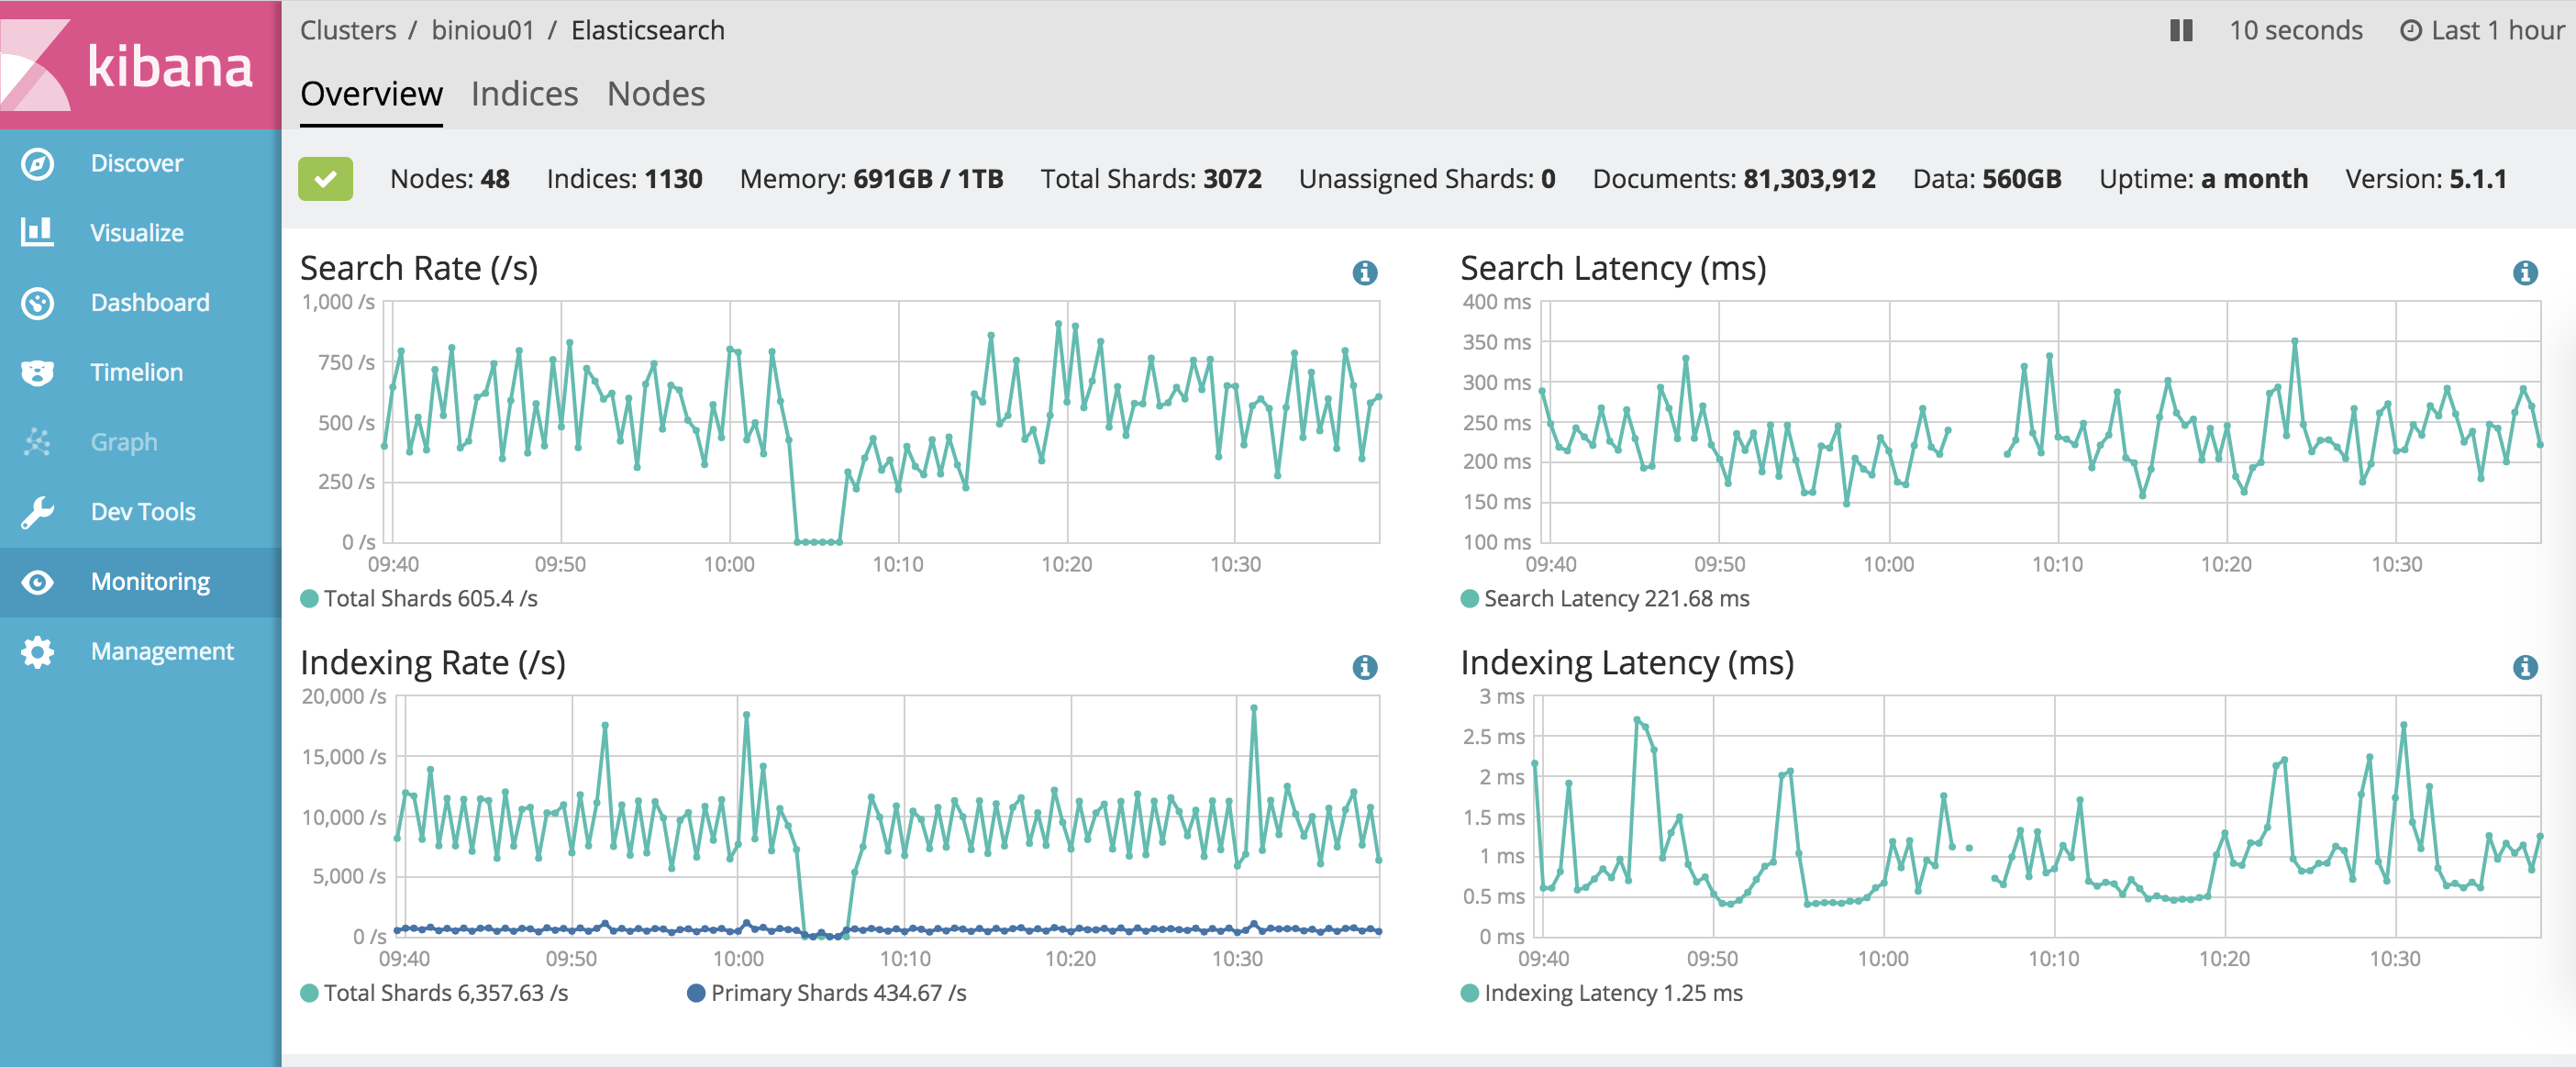 kibana
Clusters / biniou01 / Elasticsearch
10 seconds
Last 1 hour
Overview Indices Nodes
Discover
Visualize
Dashboard
Timelion
Graph
Dev Tools
Monitoring
Management
Nodes: 48 Indices: 1130 Memory: 691GB / 1TB Total Shards: 3072 Unassigned Shards: 0 Documents: 81,303,912 Data: 560GB Uptime: a month Version: 5.1.1
Search Rate (/s)
1,000 /s
750 /s
500 /s
250 /s
0 /s
09:40 09:50 10:00 10:10 10:20 10:30
Total Shards 605.4 /s
Search Latency (ms)
400 ms
350 ms
300 ms
250 ms
200 ms
150 ms
100 ms
09:40 09:50 10:00 10:10 10:20 10:30
Search Latency 221.68 ms
Indexing Rate (/s)
20,000 /s
15,000 /s
10,000 /s
5,000 /s
0 /s
09:40 09:50 10:00 10:10 10:20 10:30
Total Shards 6,357.63 /s Primary Shards 434.67 /s
Indexing Latency (ms)
3 ms
2.5 ms
2 ms
1.5 ms
1 ms
0.5 ms
0 ms
09:40 09:50 10:00 10:10 10:20 10:30
Indexing Latency 1.25 ms